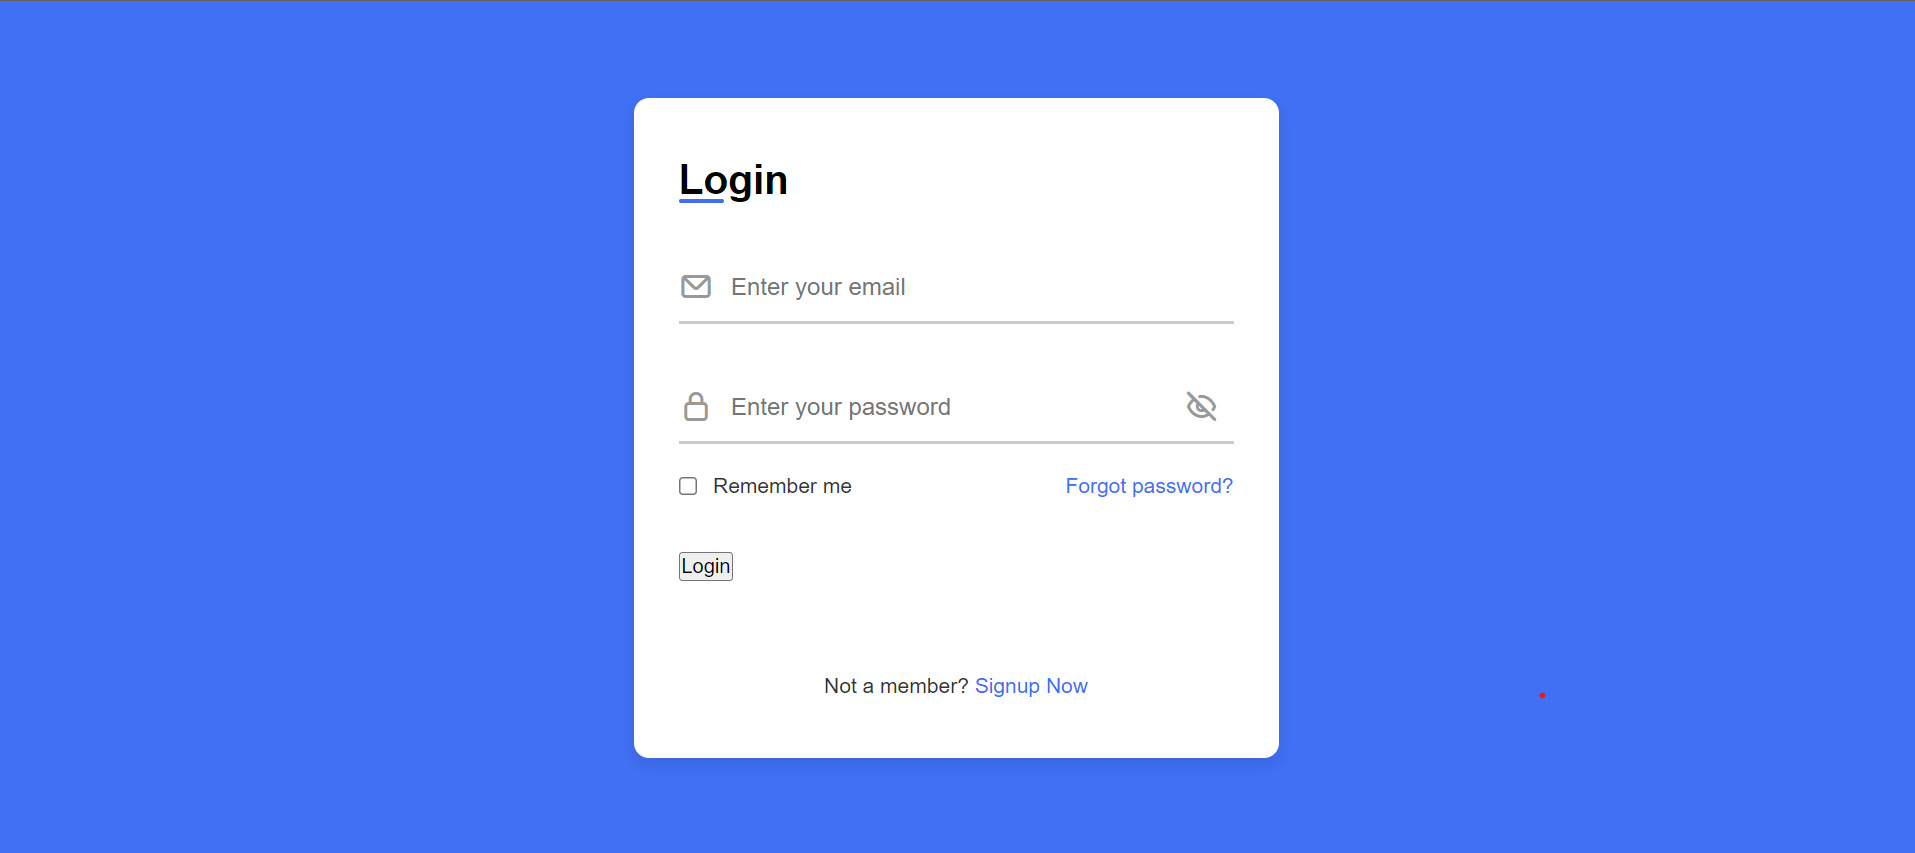 Login
Enter your email
Enter your password
Remember me Forgot password?
Login
Not a member? Signup Now